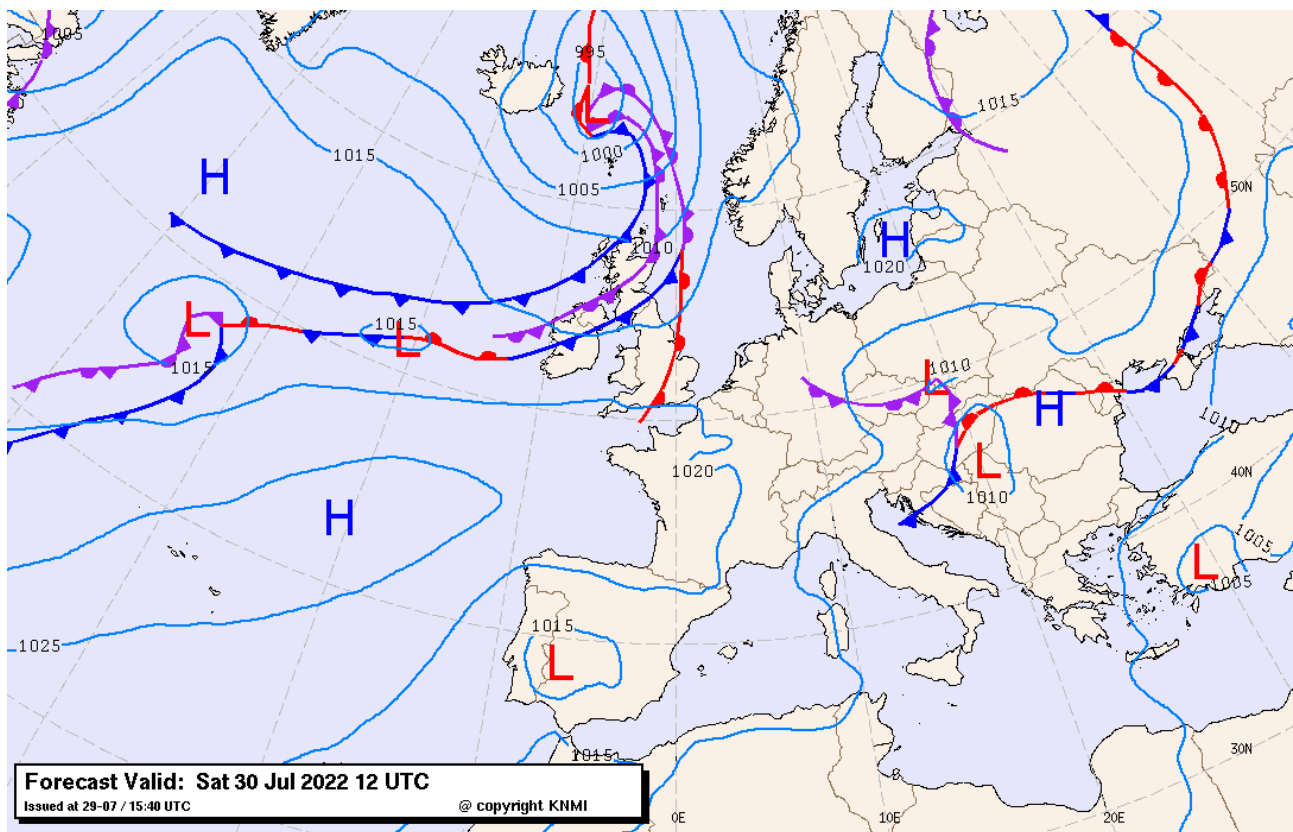 1005
995
1015
1015
H
L
1000
1005
50N
1010
H
1020
L
1015
L
1015
L
1010
H
1010
1020
L
40N
1010
H
1005
L
1005
1015
L
1025
30N
1015
Forecast Valid: Sat 30 Jul 2022 12 UTC
Issued at 29-07 / 15:40 UTC
@ copyright KNMI
0E
10E
20E